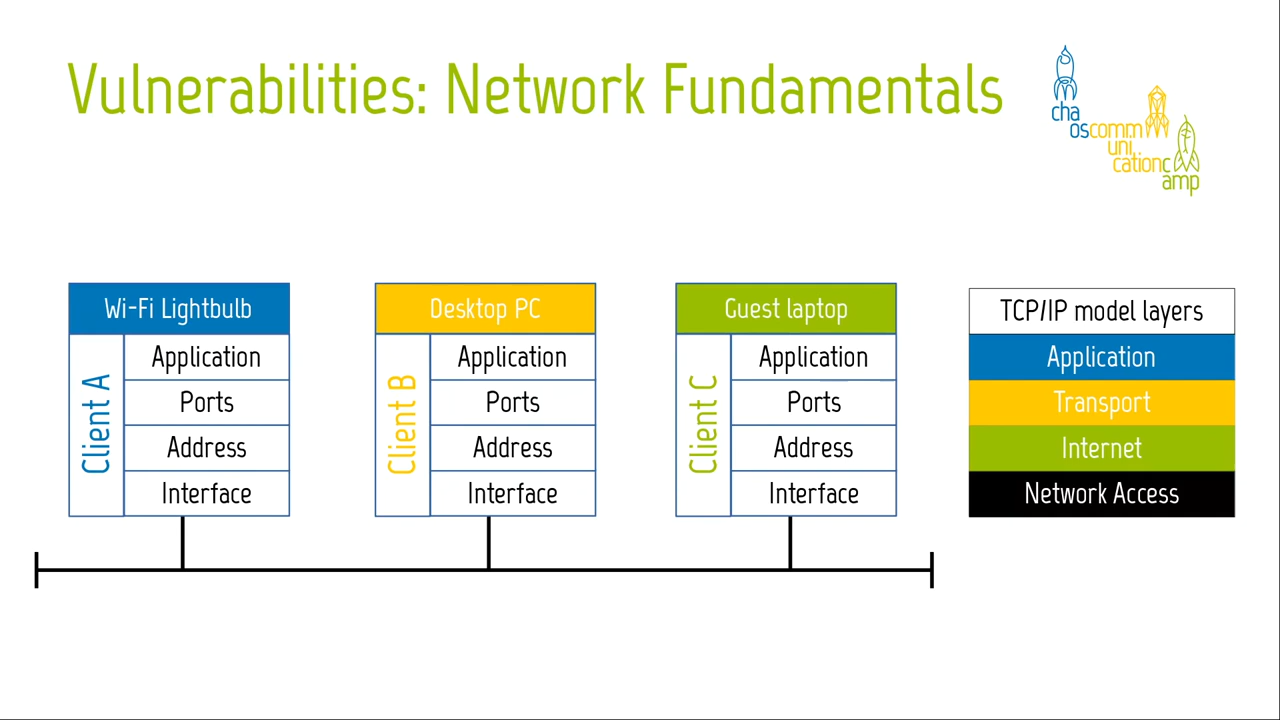 Vulnerabilities: Network Fundamentals
cha
oscomm
uni
cationc
amp
Wi-Fi Lightbulb
Client A
Application
Ports
Address
Interface
Desktop PC
Client B
Application
Ports
Address
Interface
Guest laptop
Client C
Application
Ports
Address
Interface
TCP/IP model layers
Application
Transport
Internet
Network Access